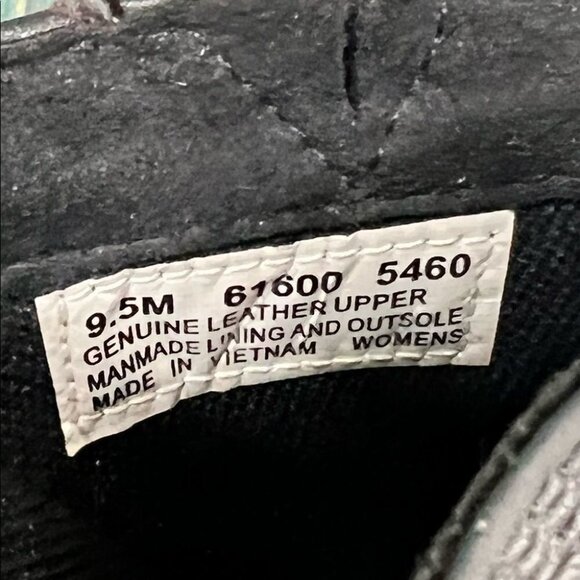 9.5M 61600 5460
GENUINE LEATHER UPPER
MANMADE LINING AND OUTSOLE
MADE IN VIETNAM WOMENS